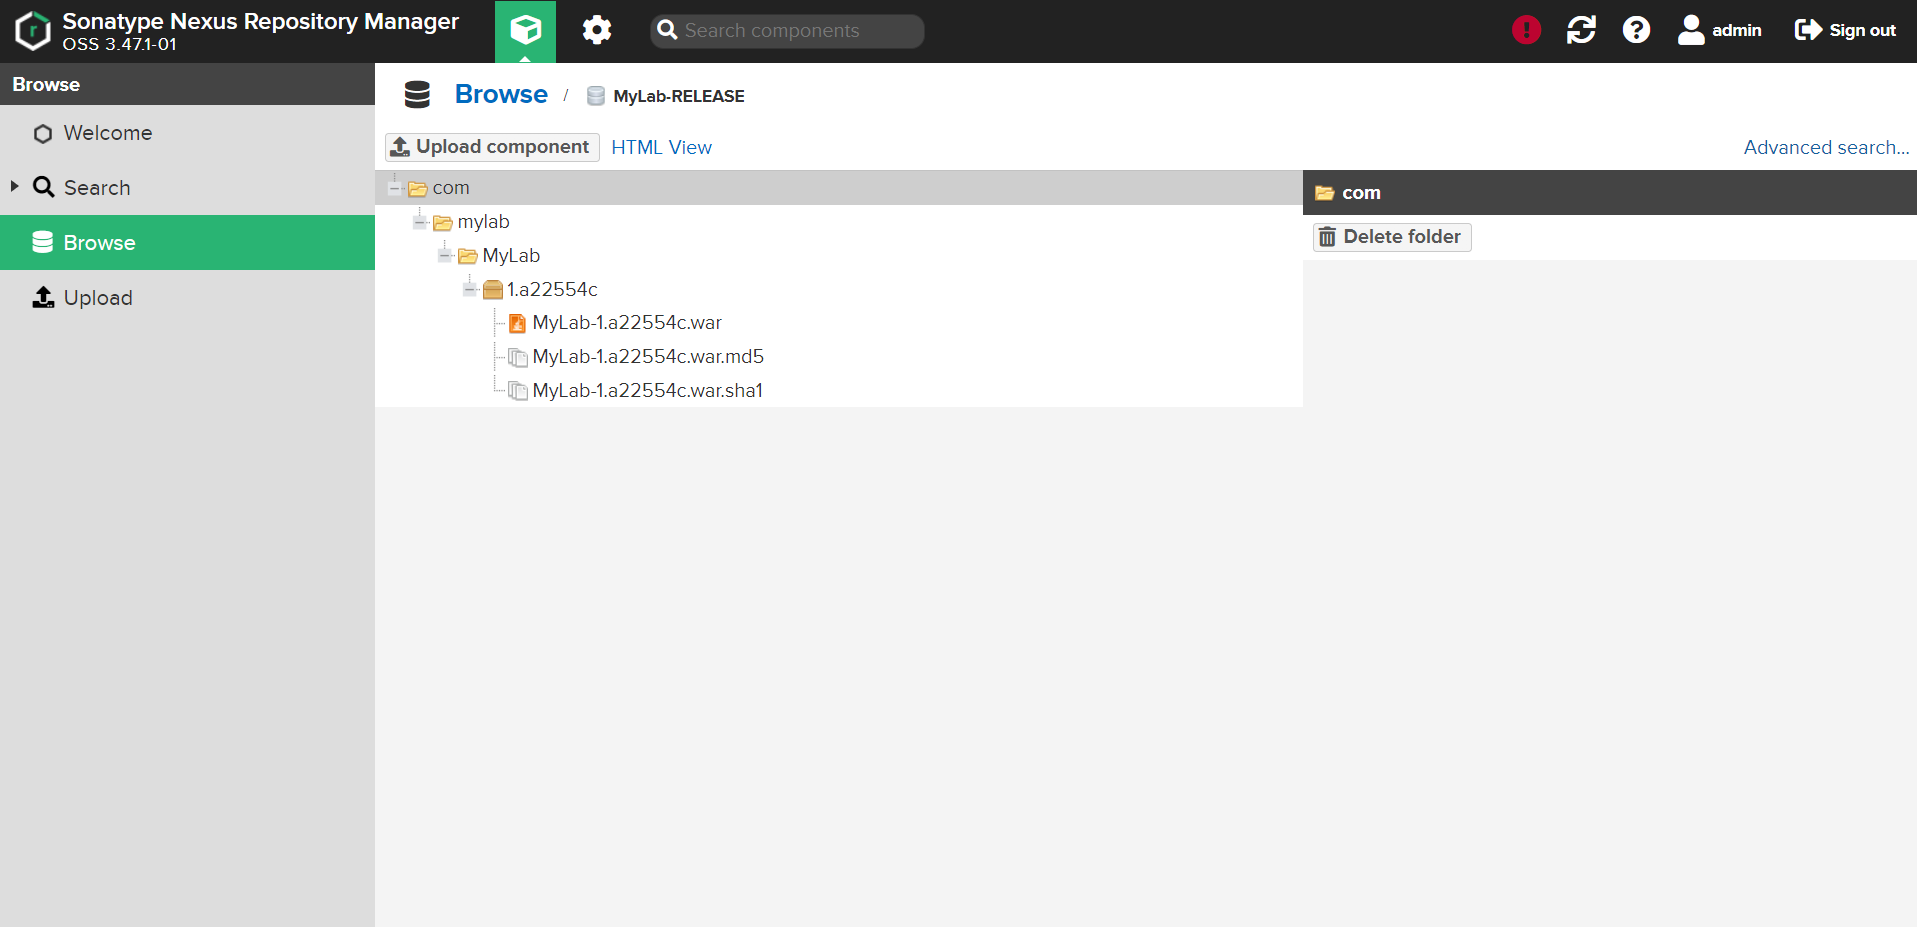 Sonatype Nexus Repository Manager
OSS 3.47.1-01
Search components
admin
Sign out
Browse
Welcome
Search
Browse
Upload
Browse / MyLab-RELEASE
Upload component
HTML View
Advanced search...
com
mylab
MyLab
1.a22554c
MyLab-1.a22554c.war
MyLab-1.a22554c.war.md5
MyLab-1.a22554c.war.sha1
com
Delete folder